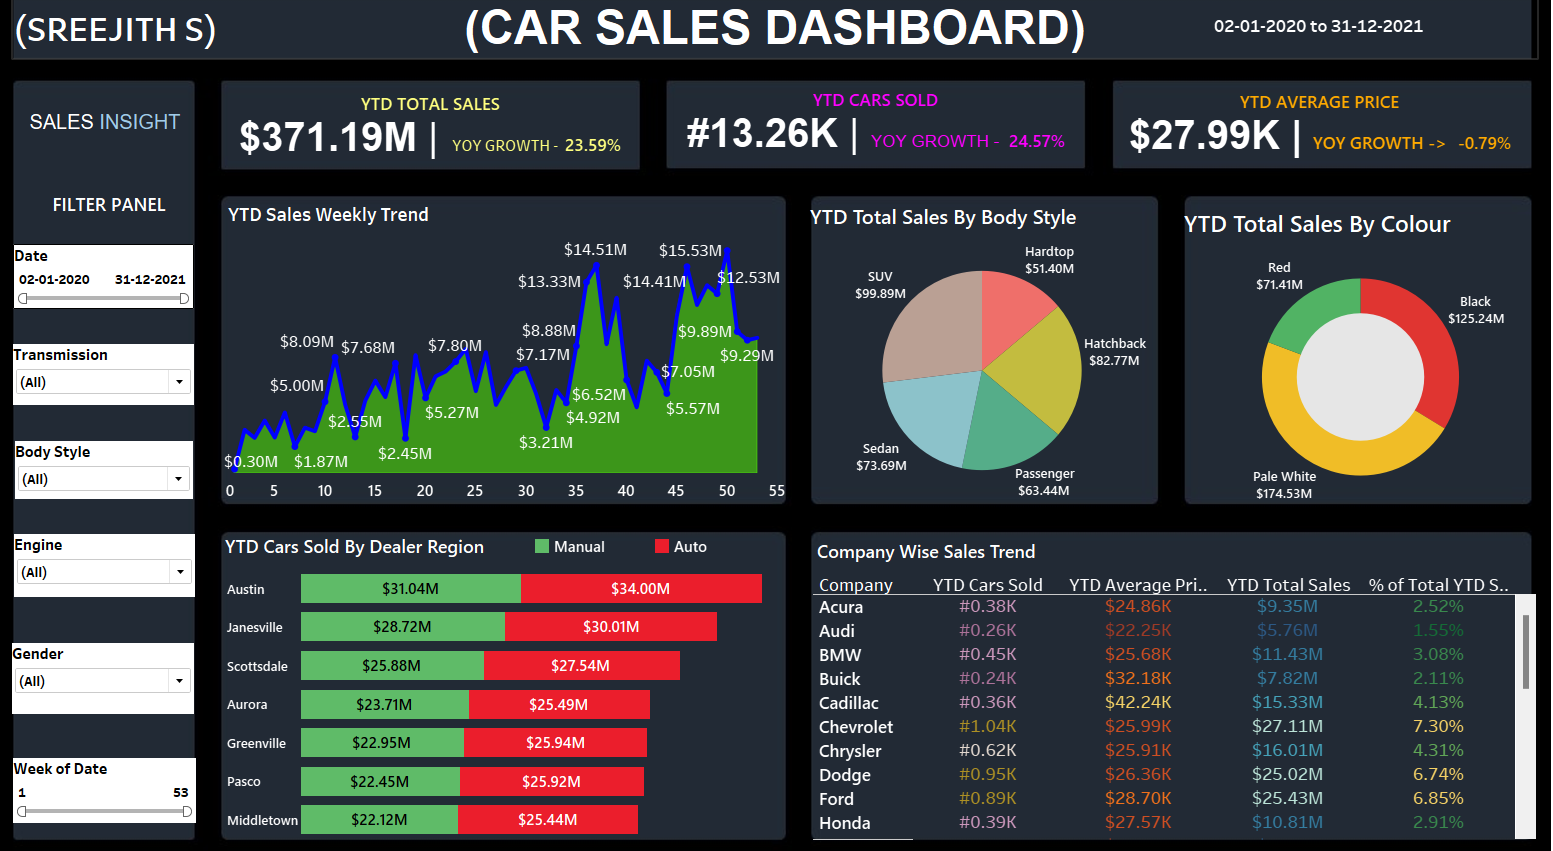 (SREEJITH S)
(CAR SALES DASHBOARD)
02-01-2020 to 31-12-2021
SALES INSIGHT
FILTER PANEL
Date
02-01-2020 31-12-2021
Transmission
(All)
Body Style
(All)
Engine
(All)
Gender
(All)
Week of Date
1 53
YTD TOTAL SALES
$371.19M | YOY GROWTH - 23.59%
YTD CARS SOLD
#13.26K | YOY GROWTH - 24.57%
YTD AVERAGE PRICE
$27.99K | YOY GROWTH -> -0.79%
YTD Sales Weekly Trend
$14.51M $15.53M
$13.33M $14.41M $12.53M
$8.09M $7.68M $7.80M $8.88M $9.89M
$7.17M $9.29M
$5.00M $7.05M
$6.52M
$2.55M $5.27M $4.92M $5.57M
$3.21M
$0.30M $1.87M $2.45M
0 5 10 15 20 25 30 35 40 45 50 55
YTD Total Sales By Body Style
Hardtop
$51.40M
SUV
$99.89M
Hatchback
$82.77M
Sedan
$73.69M
Passenger
$63.44M
YTD Total Sales By Colour
Red
$71.41M
Black
$125.24M
Pale White
$174.53M
YTD Cars Sold By Dealer Region Manual Auto
Austin $31.04M $34.00M
Janesville $28.72M $30.01M
Scottsdale $25.88M $27.54M
Aurora $23.71M $25.49M
Greenville $22.95M $25.94M
Pasco $22.45M $25.92M
Middletown $22.12M $25.44M
Company Wise Sales Trend
Company YTD Cars Sold YTD Average Pri.. YTD Total Sales % of Total YTD S..
Acura #0.38K $24.86K $9.35M 2.52%
Audi #0.26K $22.25K $5.76M 1.55%
BMW #0.45K $25.68K $11.43M 3.08%
Buick #0.24K $32.18K $7.82M 2.11%
Cadillac #0.36K $42.24K $15.33M 4.13%
Chevrolet #1.04K $25.99K $27.11M 7.30%
Chrysler #0.62K $25.91K $16.01M 4.31%
Dodge #0.95K $26.36K $25.02M 6.74%
Ford #0.89K $28.70K $25.43M 6.85%
Honda #0.39K $27.57K $10.81M 2.91%